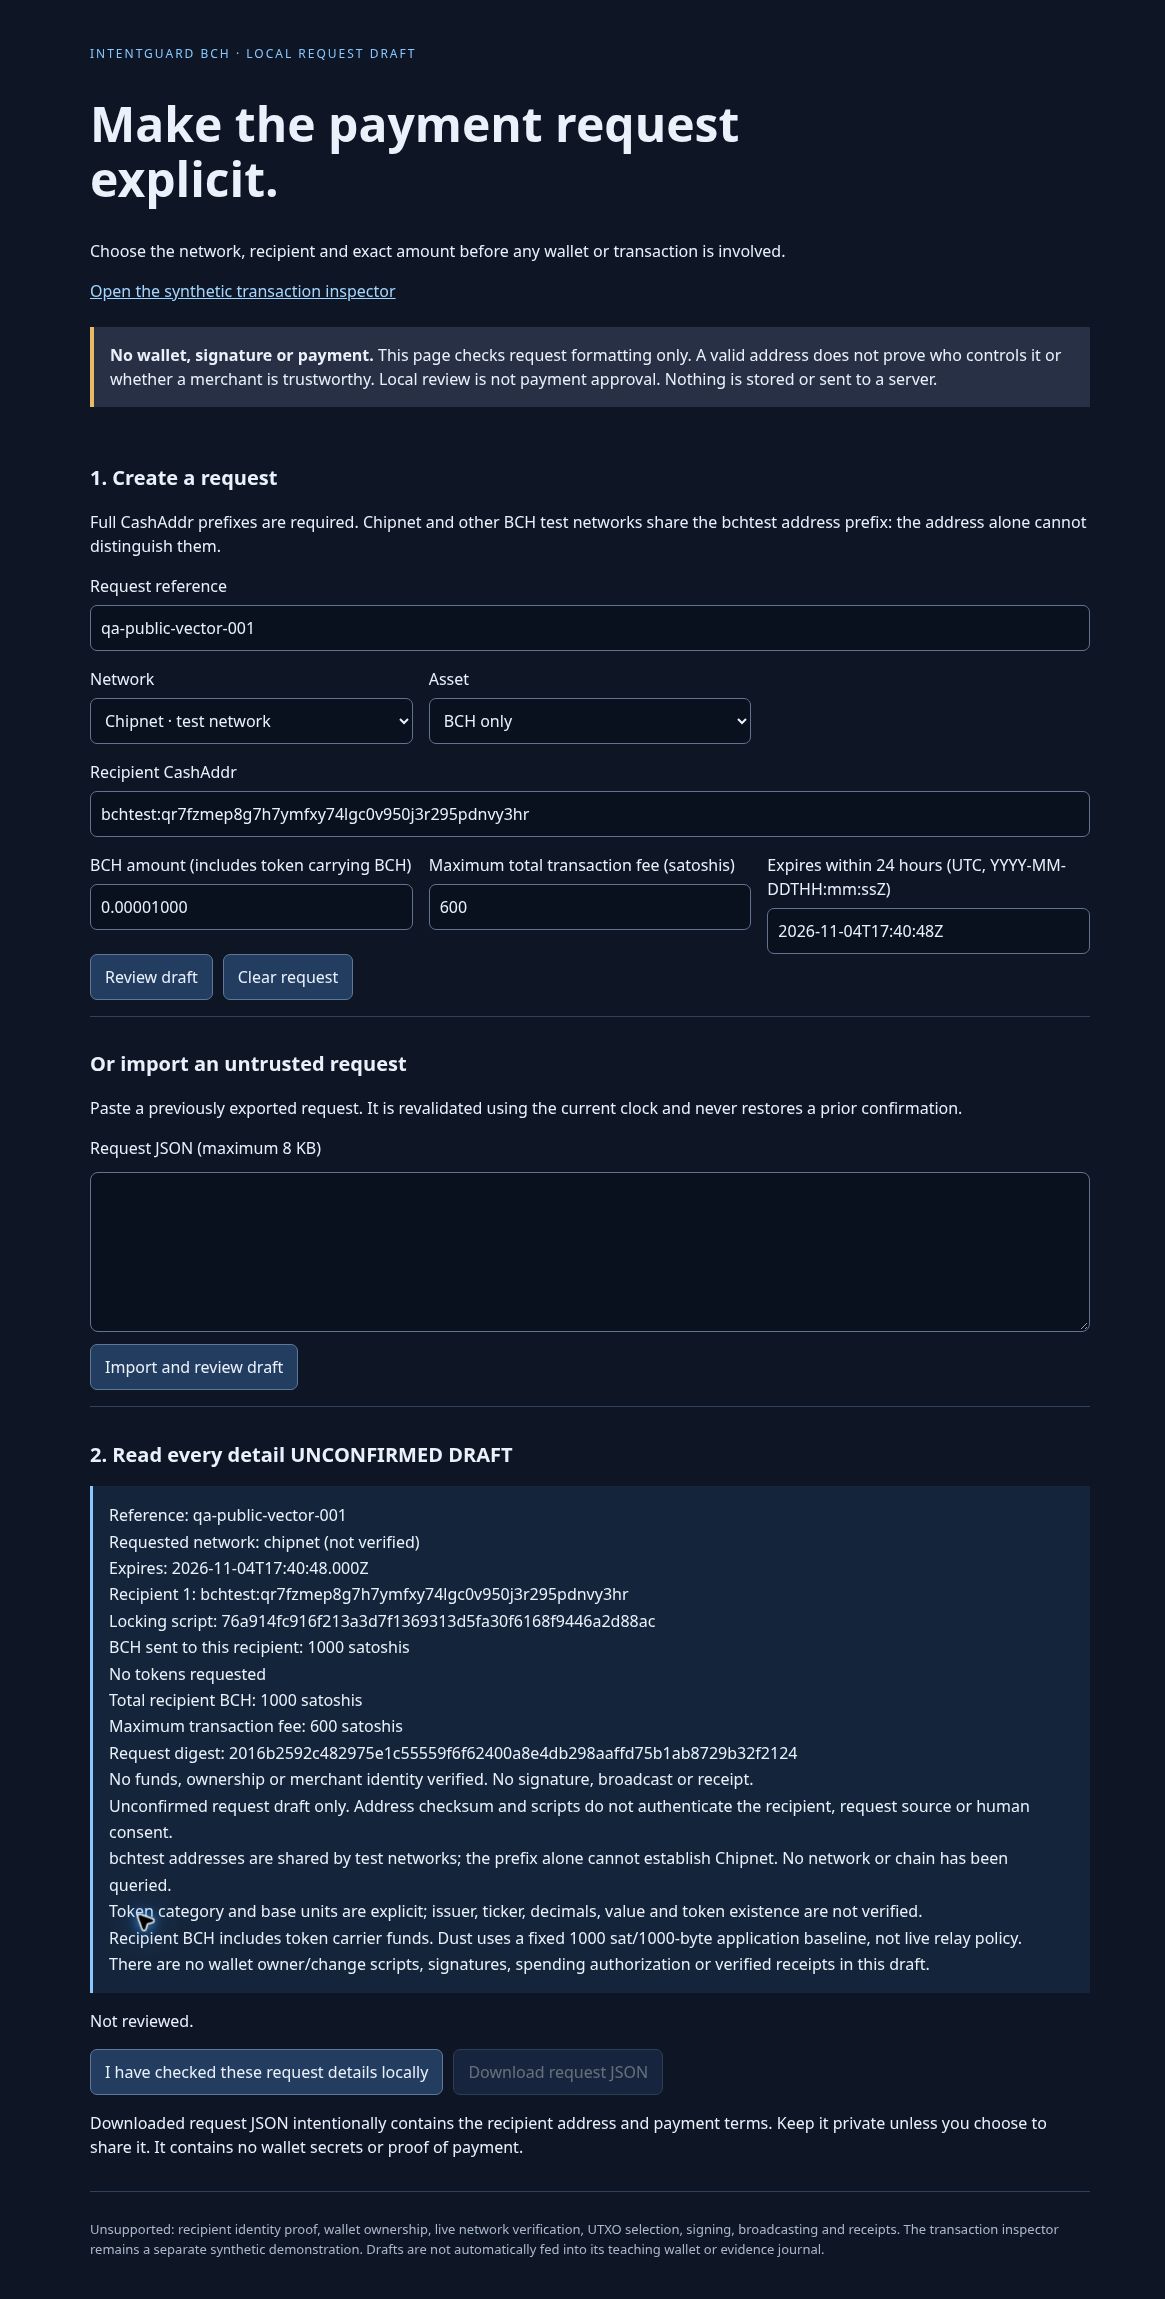 INTENTGUARD BCH · LOCAL REQUEST DRAFT
Make the payment request
explicit.
Choose the network, recipient and exact amount before any wallet or transaction is involved.
Open the synthetic transaction inspector
No wallet, signature or payment. This page checks request formatting only. A valid address does not prove who controls it or
whether a merchant is trustworthy. Local review is not payment approval. Nothing is stored or sent to a server.
1. Create a request
Full CashAddr prefixes are required. Chipnet and other BCH test networks share the bchtest address prefix: the address alone cannot
distinguish them.
Request reference
qa-public-vector-001
Network
Asset
Chipnet · test network
BCH only
Recipient CashAddr
bchtest:qr7fzmep8g7h7ymfxy74lgc0v950j3r295pdnvy3hr
BCH amount (includes token carrying BCH)
Maximum total transaction fee (satoshis)
Expires within 24 hours (UTC, YYYY-MM-
DDTHH:mm:ssZ)
0.00001000
600
2026-11-04T17:40:48Z
Review draft
Clear request
Or import an untrusted request
Paste a previously exported request. It is revalidated using the current clock and never restores a prior confirmation.
Request JSON (maximum 8 KB)
Import and review draft
2. Read every detail UNCONFIRMED DRAFT
Reference: qa-public-vector-001
Requested network: chipnet (not verified)
Expires: 2026-11-04T17:40:48.000Z
Recipient 1: bchtest:qr7fzmep8g7h7ymfxy74lgc0v950j3r295pdnvy3hr
Locking script: 76a914fc916f213a3d7f1369313d5fa30f6168f9446a2d88ac
BCH sent to this recipient: 1000 satoshis
No tokens requested
Total recipient BCH: 1000 satoshis
Maximum transaction fee: 600 satoshis
Request digest: 2016b2592c482975e1c55559f6f62400a8e4db298aaffd75b1ab8729b32f2124
No funds, ownership or merchant identity verified. No signature, broadcast or receipt.
Unconfirmed request draft only. Address checksum and scripts do not authenticate the recipient, request source or human
consent.
bchtest addresses are shared by test networks; the prefix alone cannot establish Chipnet. No network or chain has been
queried.
Token category and base units are explicit; issuer, ticker, decimals, value and token existence are not verified.
Recipient BCH includes token carrier funds. Dust uses a fixed 1000 sat/1000-byte application baseline, not live relay policy.
There are no wallet owner/change scripts, signatures, spending authorization or verified receipts in this draft.
Not reviewed.
I have checked these request details locally
Download request JSON
Downloaded request JSON intentionally contains the recipient address and payment terms. Keep it private unless you choose to
share it. It contains no wallet secrets or proof of payment.
Unsupported: recipient identity proof, wallet ownership, live network verification, UTXO selection, signing, broadcasting and receipts. The transaction inspector
remains a separate synthetic demonstration. Drafts are not automatically fed into its teaching wallet or evidence journal.